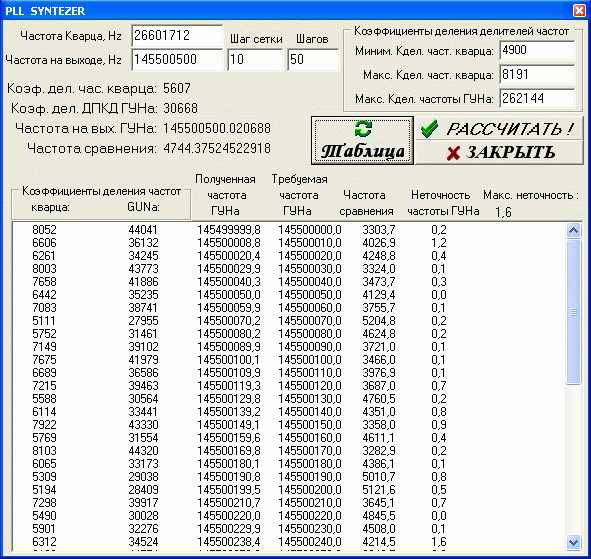 PLL SYNTEZER
Частота Кварца, Hz 26601712 Шаг сетки Шагов
Частота на выходе, Hz 145500500 10 50
Коэффициенты деления делителей частот
Миним. Кдел. част. кварца: 4900
Макс. Кдел. част. кварца: 8191
Макс. Кдел. частоты ГУНа: 262144
Коэф. дел. час. кварца: 5607
Коэф. дел. ДПКД ГУНа: 30668
Частота на вых. ГУНа: 145500500.020688
Частота сравнения: 4744.37524522918
Таблица
РАССЧИТАТЬ !
ЗАКРЫТЬ
Коэффициенты деления частот
кварца: GUNa:
Полученная частота ГУНа
Требуемая частота ГУНа
Частота сравнения
Неточность частоты ГУНа
Макс. неточность :
1,6
8052 44041 145499999,8 145500000,0 3303,7 0,2
6606 36132 145500008,8 145500010,0 4026,9 1,2
6261 34245 145500020,4 145500020,0 4248,8 0,4
8003 43773 145500029,9 145500030,0 3324,0 0,1
7658 41886 145500040,3 145500040,0 3473,7 0,3
6442 35235 145500050,0 145500050,0 4129,4 0,0
7083 38741 145500059,9 145500060,0 3755,7 0,1
5111 27955 145500070,2 145500070,0 5204,8 0,2
5752 31461 145500080,2 145500080,0 4624,8 0,2
7149 39102 145500089,9 145500090,0 3721,0 0,1
7675 41979 145500100,1 145500100,0 3466,0 0,1
6689 36586 145500109,9 145500110,0 3976,9 0,1
7215 39463 145500119,3 145500120,0 3687,0 0,7
5588 30564 145500129,8 145500130,0 4760,5 0,2
6114 33441 145500139,2 145500140,0 4351,0 0,8
7922 43330 145500149,1 145500150,0 3358,0 0,9
5769 31554 145500159,6 145500160,0 4611,1 0,4
8103 44320 145500169,8 145500170,0 3282,9 0,2
6065 33173 145500180,1 145500180,0 4386,1 0,1
5309 29038 145500190,8 145500190,0 5010,7 0,8
5194 28409 145500199,5 145500200,0 5121,6 0,5
7298 39917 145500210,7 145500210,0 3645,1 0,7
5490 30028 145500220,0 145500220,0 4845,5 0,0
5901 32276 145500229,9 145500230,0 4508,0 0,1
6312 34524 145500238,4 145500240,0 4214,5 1,6